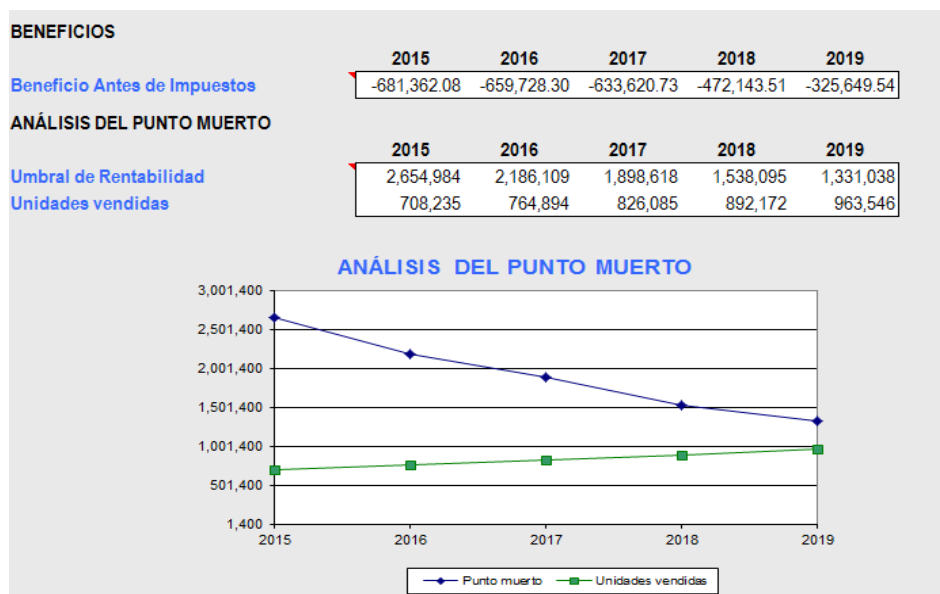 BENEFICIOS
2015 2016 2017 2018 2019
Beneficio Antes de Impuestos -681,362.08 -659,728.30 -633,620.73 -472,143.51 -325,649.54
ANÁLISIS DEL PUNTO MUERTO
2015 2016 2017 2018 2019
Umbral de Rentabilidad 2,654,984 2,186,109 1,898,618 1,538,095 1,331,038
Unidades vendidas 708,235 764,894 826,085 892,172 963,546
ANÁLISIS DEL PUNTO MUERTO
3,001,400
2,501,400
2,001,400
1,501,400
1,001,400
501,400
1,400
2015 2016 2017 2018 2019
Punto muerto Unidades vendidas